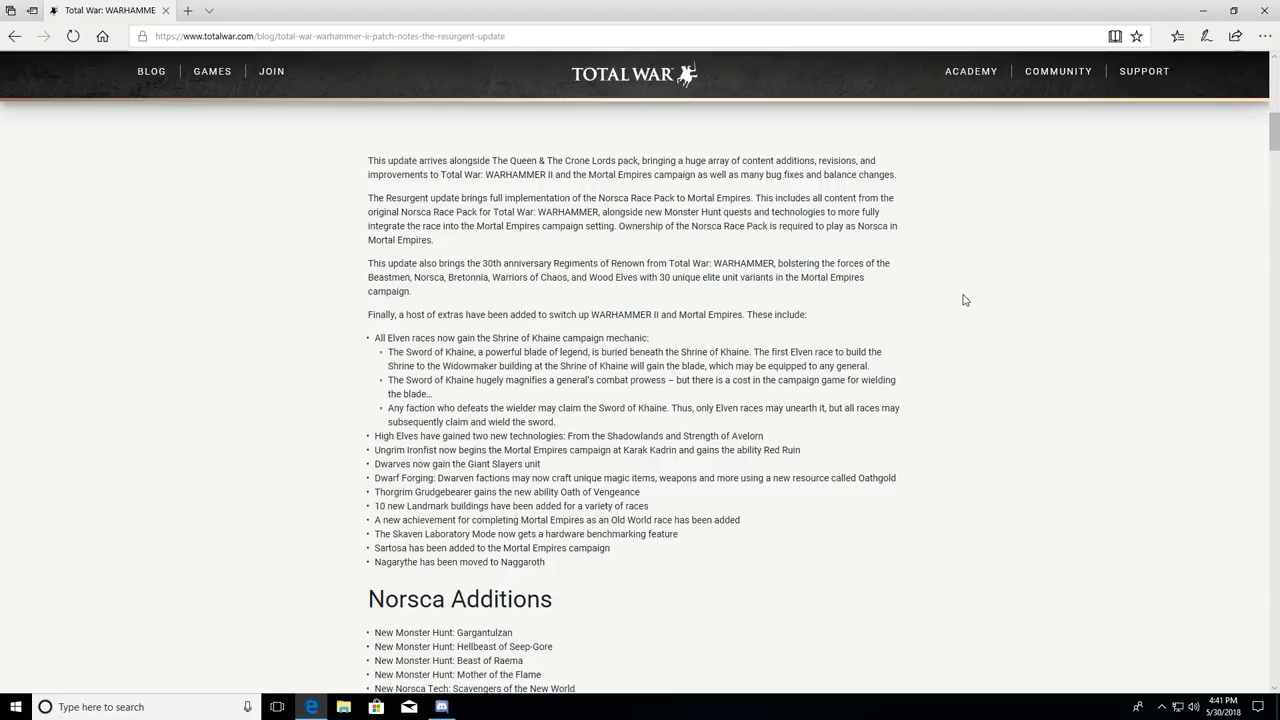 Total War: WARHAMME
https://www.totalwar.com/blog/total-war-warhammer-ii-patch-notes-the-resurgent-update
BLOG GAMES JOIN TOTAL WAR ACADEMY COMMUNITY SUPPORT
This update arrives alongside The Queen & The Crone Lords pack, bringing a huge array of content additions, revisions, and
improvements to Total War: WARHAMMER II and the Mortal Empires campaign as well as many bug fixes and balance changes.
The Resurgent update brings full implementation of the Norsca Race Pack to Mortal Empires. This includes all content from the
original Norsca Race Pack for Total War: WARHAMMER, alongside new Monster Hunt quests and technologies to more fully
integrate the race into the Mortal Empires campaign setting. Ownership of the Norsca Race Pack is required to play as Norsca in
Mortal Empires.
This update also brings the 30th anniversary Regiments of Renown from Total War: WARHAMMER, bolstering the forces of the
Beastmen, Norsca, Bretonnia, Warriors of Chaos, and Wood Elves with 30 unique elite unit variants in the Mortal Empires
campaign.
Finally, a host of extras have been added to switch up WARHAMMER II and Mortal Empires. These include:
• All Elven races now gain the Shrine of Khaine campaign mechanic:
• The Sword of Khaine, a powerful blade of legend, is buried beneath the Shrine of Khaine. The first Elven race to build the
Shrine to the Widowmaker building at the Shrine of Khaine will gain the blade, which may be equipped to any general.
• The Sword of Khaine hugely magnifies a general's combat prowess – but there is a cost in the campaign game for wielding
the blade…
• Any faction who defeats the wielder may claim the Sword of Khaine. Thus, only Elven races may unearth it, but all races may
subsequently claim and wield the sword.
• High Elves have gained two new technologies: From the Shadowlands and Strength of Avelorn
• Ungrim Ironfist now begins the Mortal Empires campaign at Karak Kadrin and gains the ability Red Ruin
• Dwarves now gain the Giant Slayers unit
• Dwarf Forging: Dwarven factions may now craft unique magic items, weapons and more using a new resource called Oathgold
• Thorgrim Grudgebearer gains the new ability Oath of Vengeance
• 10 new Landmark buildings have been added for a variety of races
• A new achievement for completing Mortal Empires as an Old World race has been added
• The Skaven Laboratory Mode now gets a hardware benchmarking feature
• Sartosa has been added to the Mortal Empires campaign
• Nagarythe has been moved to Naggaroth
Norsca Additions
• New Monster Hunt: Gargantulzan
• New Monster Hunt: Hellbeast of Seep-Gore
• New Monster Hunt: Beast of Raema
• New Monster Hunt: Mother of the Flame
• New Norsca Tech: Scavengers of the New World
Type here to search
4:41 PM
5/30/2018